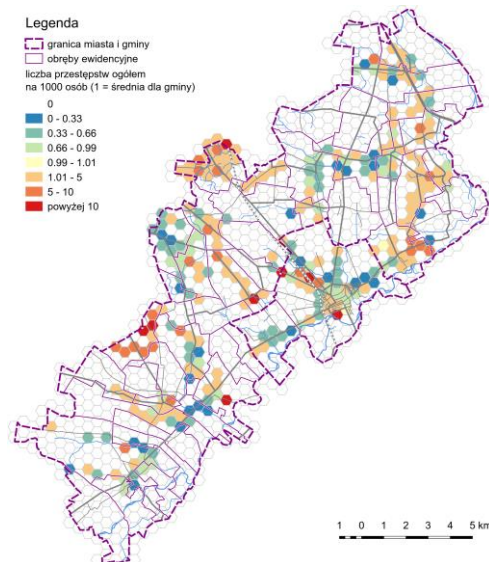 Legenda
granica miasta i gminy
obręby ewidencyjne
liczba przestępstw ogółem
na 1000 osób (1 = średnia dla gminy)
0
0 - 0.33
0.33 - 0.66
0.66 - 0.99
0.99 - 1.01
1.01 - 5
5 - 10
powyżej 10
1 0 1 2 3 4 5 km